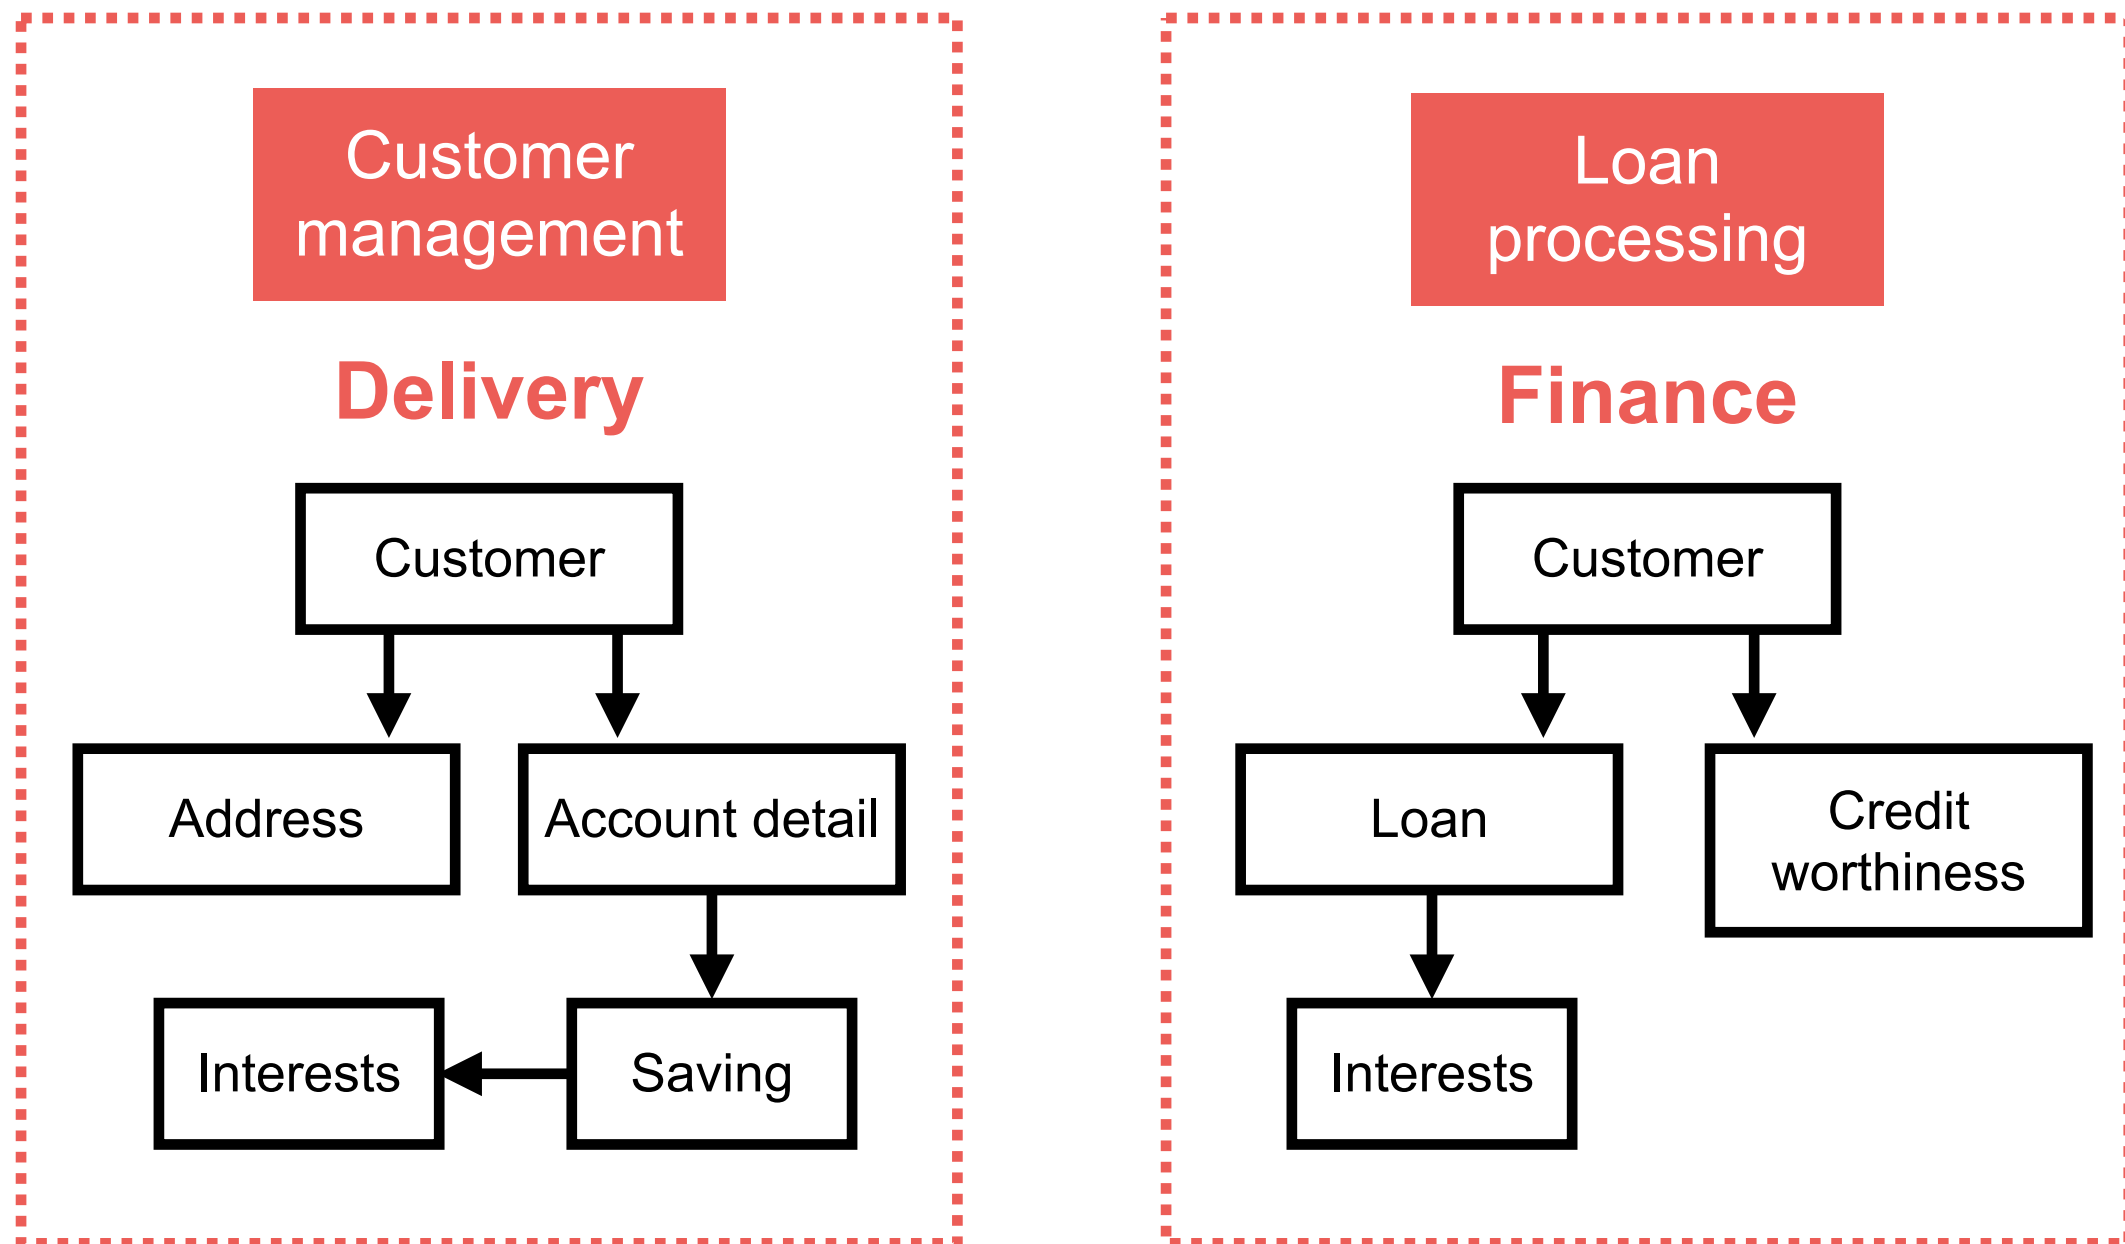 Customer
management
Delivery
Customer
Address
Account detail
Interests
Saving
Loan
processing
Finance
Customer
Loan
Credit
worthiness
Interests